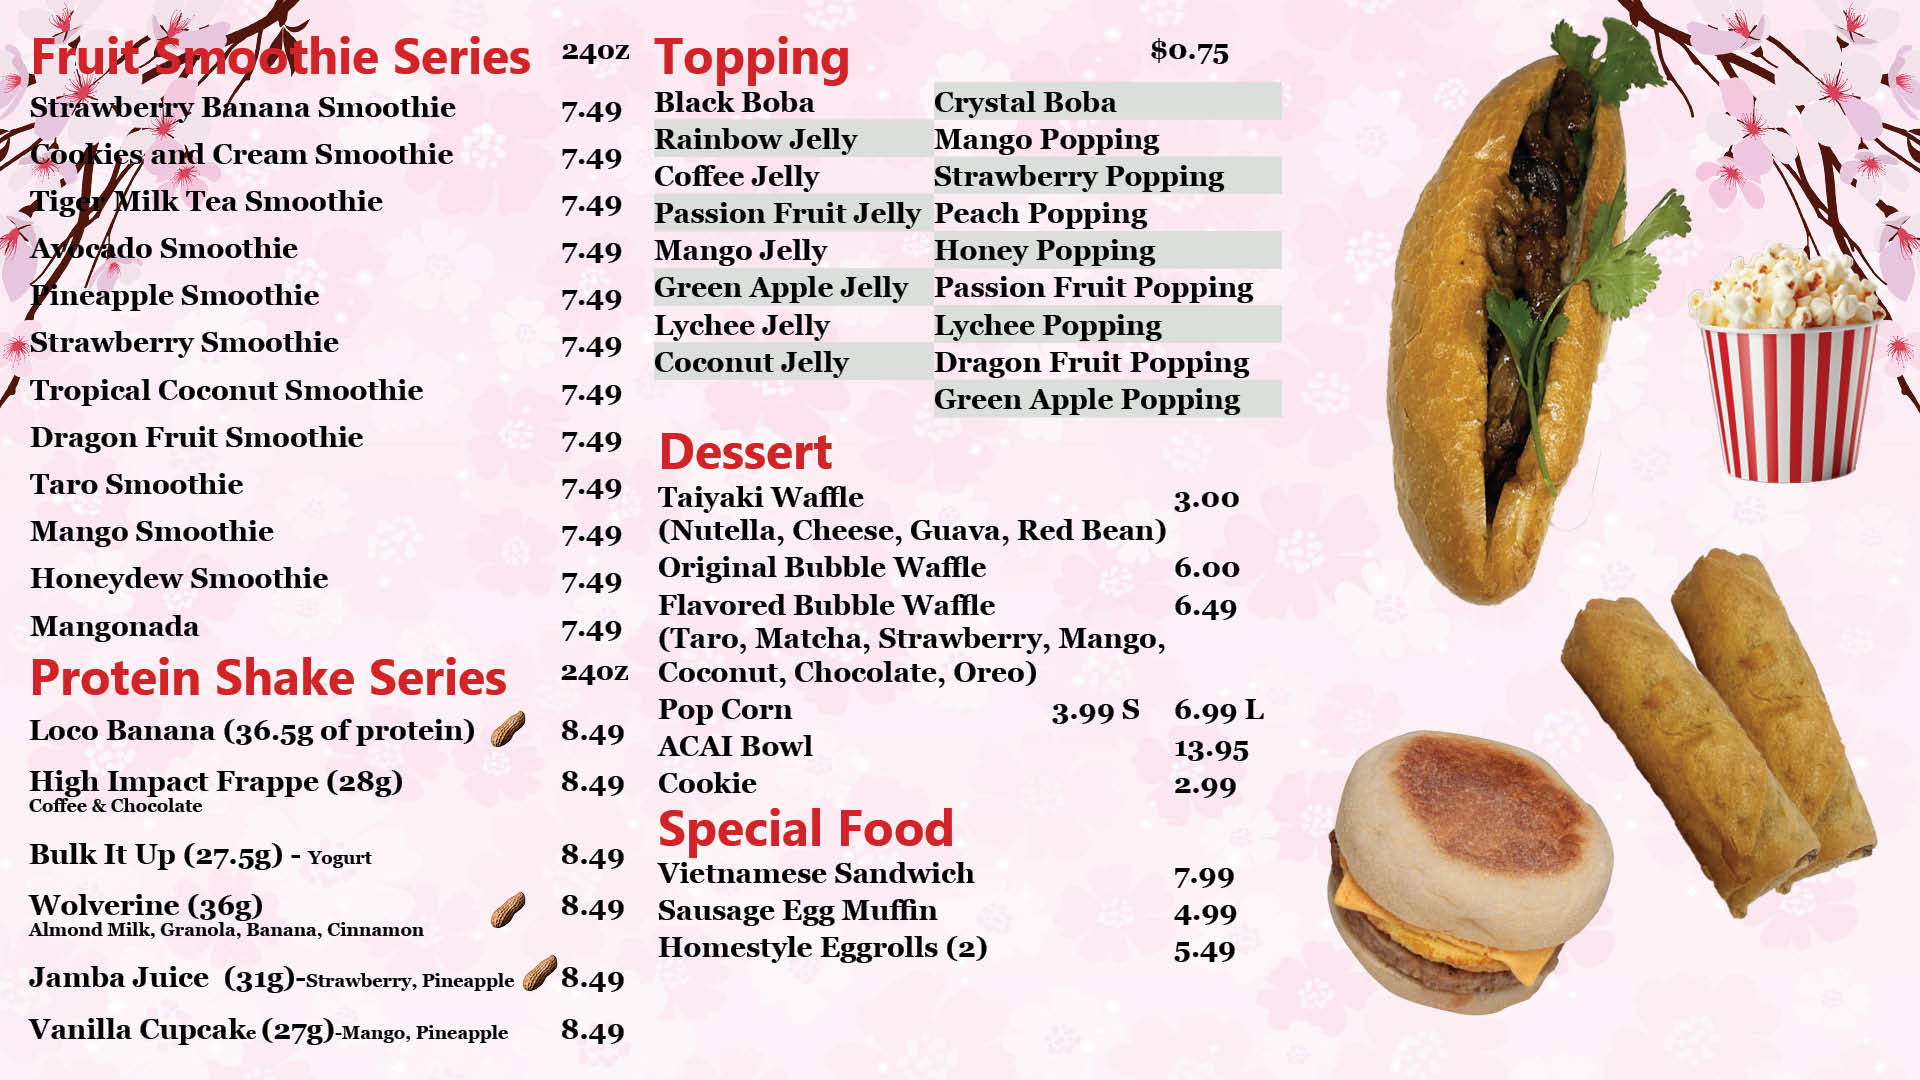 Fruit Smoothie Series 24oz
Strawberry Banana Smoothie 7.49
Cookies and Cream Smoothie 7.49
Tiger Milk Tea Smoothie 7.49
Avocado Smoothie 7.49
Pineapple Smoothie 7.49
Strawberry Smoothie 7.49
Tropical Coconut Smoothie 7.49
Dragon Fruit Smoothie 7.49
Taro Smoothie 7.49
Mango Smoothie 7.49
Honeydew Smoothie 7.49
Mangonada 7.49
Protein Shake Series 24oz
Loco Banana (36.5g of protein) 8.49
High Impact Frappe (28g) 8.49
Coffee & Chocolate
Bulk It Up (27.5g) - Yogurt 8.49
Wolverine (36g) 8.49
Almond Milk, Granola, Banana, Cinnamon
Jamba Juice (31g)-Strawberry, Pineapple 8.49
Vanilla Cupcake (27g)-Mango, Pineapple 8.49
Topping $0.75
Black Boba Crystal Boba
Rainbow Jelly Mango Popping
Coffee Jelly Strawberry Popping
Passion Fruit Jelly Peach Popping
Mango Jelly Honey Popping
Green Apple Jelly Passion Fruit Popping
Lychee Jelly Lychee Popping
Coconut Jelly Dragon Fruit Popping
Green Apple Popping
Dessert
Taiyaki Waffle 3.00
(Nutella, Cheese, Guava, Red Bean)
Original Bubble Waffle 6.00
Flavored Bubble Waffle 6.49
(Taro, Matcha, Strawberry, Mango,
Coconut, Chocolate, Oreo)
Pop Corn 3.99 S 6.99 L
ACAI Bowl 13.95
Cookie 2.99
Special Food
Vietnamese Sandwich 7.99
Sausage Egg Muffin 4.99
Homestyle Eggrolls (2) 5.49